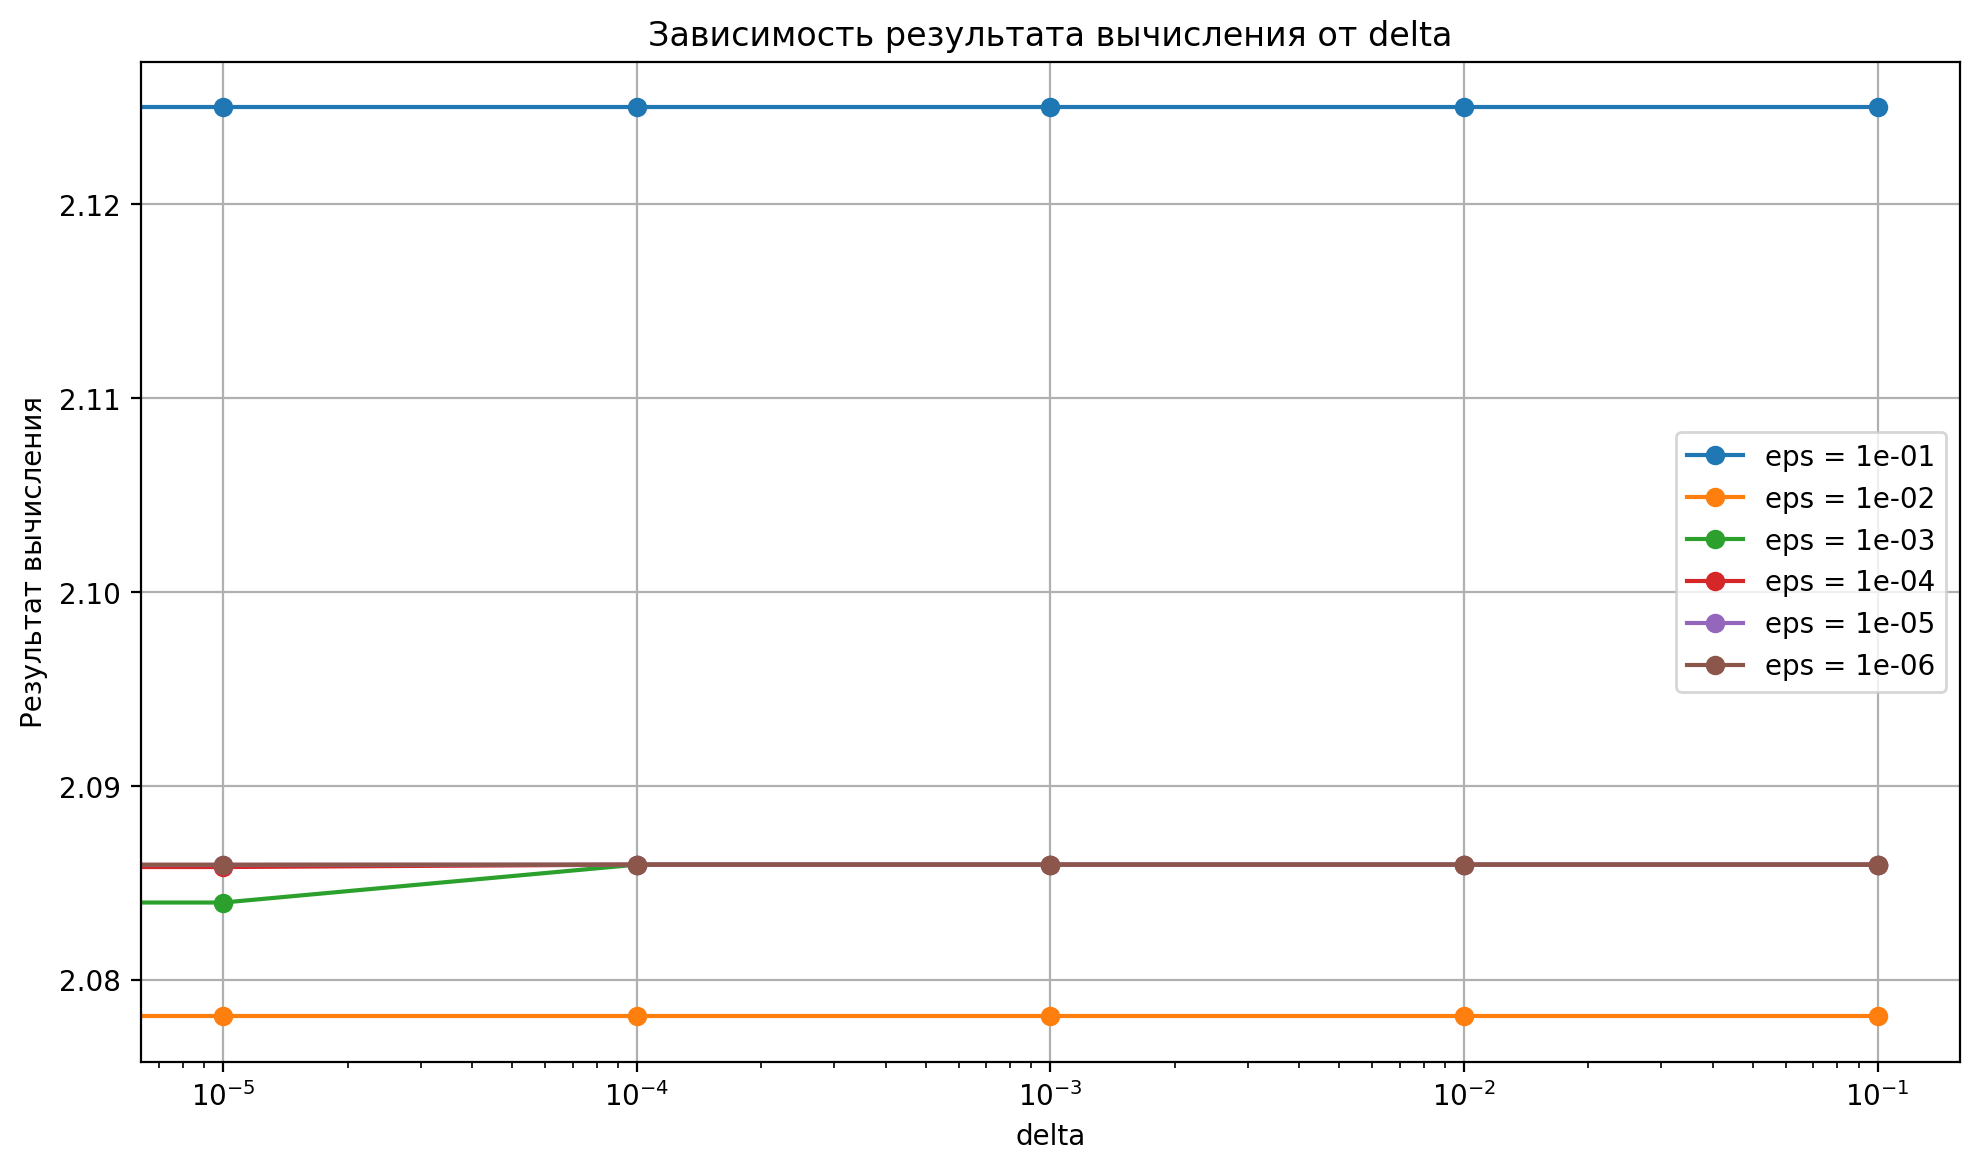 Зависимость результата вычисления от delta
Результат вычисления
2.12
2.11
2.10
2.09
2.08
eps = 1e-01
eps = 1e-02
eps = 1e-03
eps = 1e-04
eps = 1e-05
eps = 1e-06
10⁻⁵ 10⁻⁴ 10⁻³ 10⁻² 10⁻¹
delta